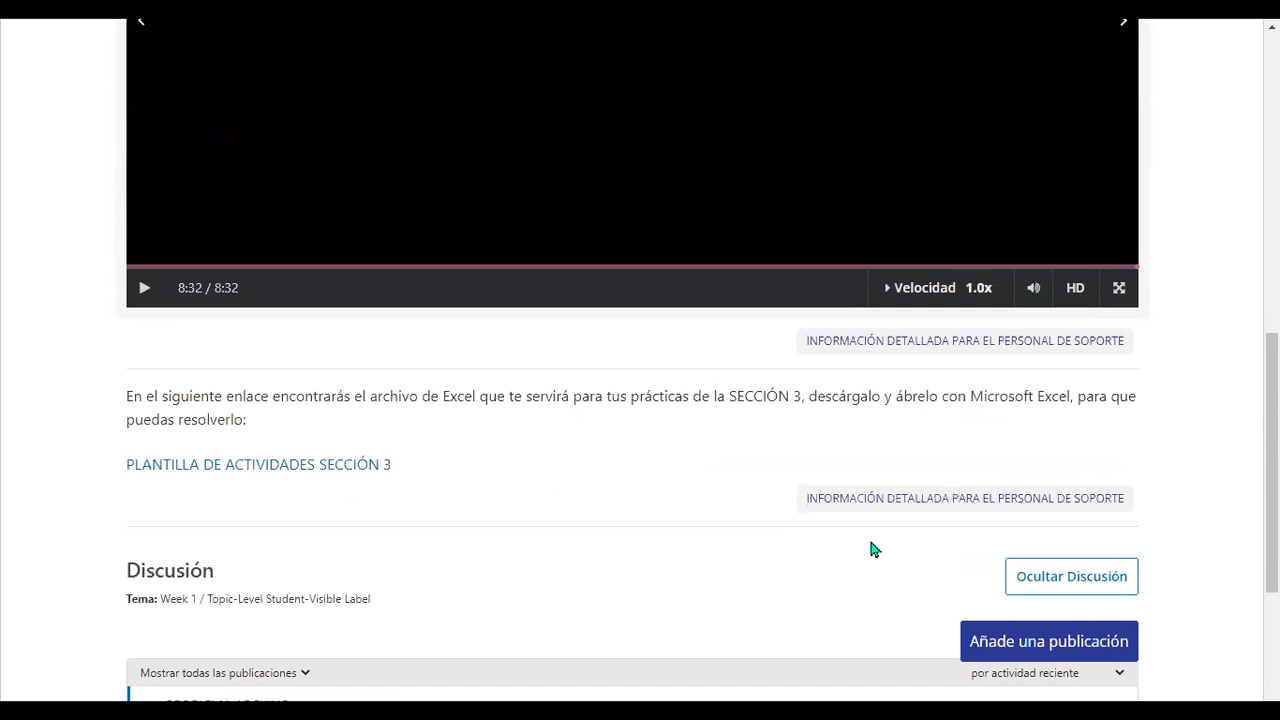 8:32 / 8:32
Velocidad 1.0x
HD
INFORMACIÓN DETALLADA PARA EL PERSONAL DE SOPORTE
En el siguiente enlace encontrarás el archivo de Excel que te servirá para tus prácticas de la SECCIÓN 3, descárgalo y ábrelo con Microsoft Excel, para que
puedas resolverlo:
PLANTILLA DE ACTIVIDADES SECCIÓN 3
INFORMACIÓN DETALLADA PARA EL PERSONAL DE SOPORTE
Discusión
Ocultar Discusión
Tema: Week 1 / Topic-Level Student-Visible Label
Añade una publicación
Mostrar todas las publicaciones
por actividad reciente